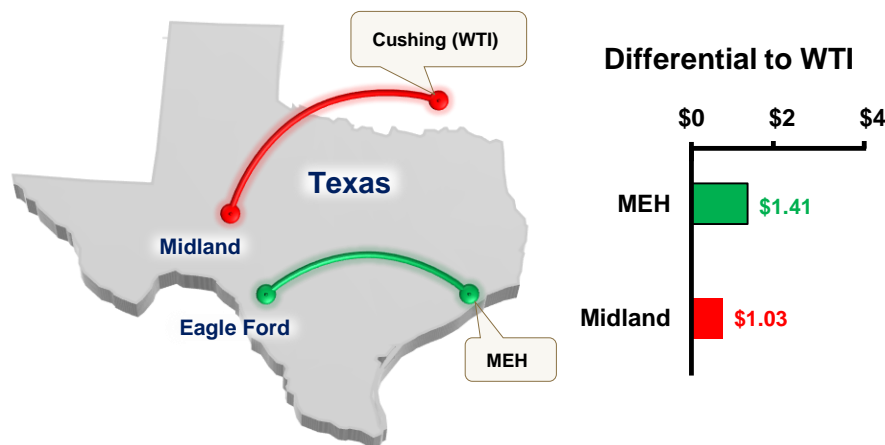 Cushing (WTI)
Texas
Midland
Eagle Ford
MEH
Differential to WTI
$0 $2 $4
MEH $1.41
Midland $1.03